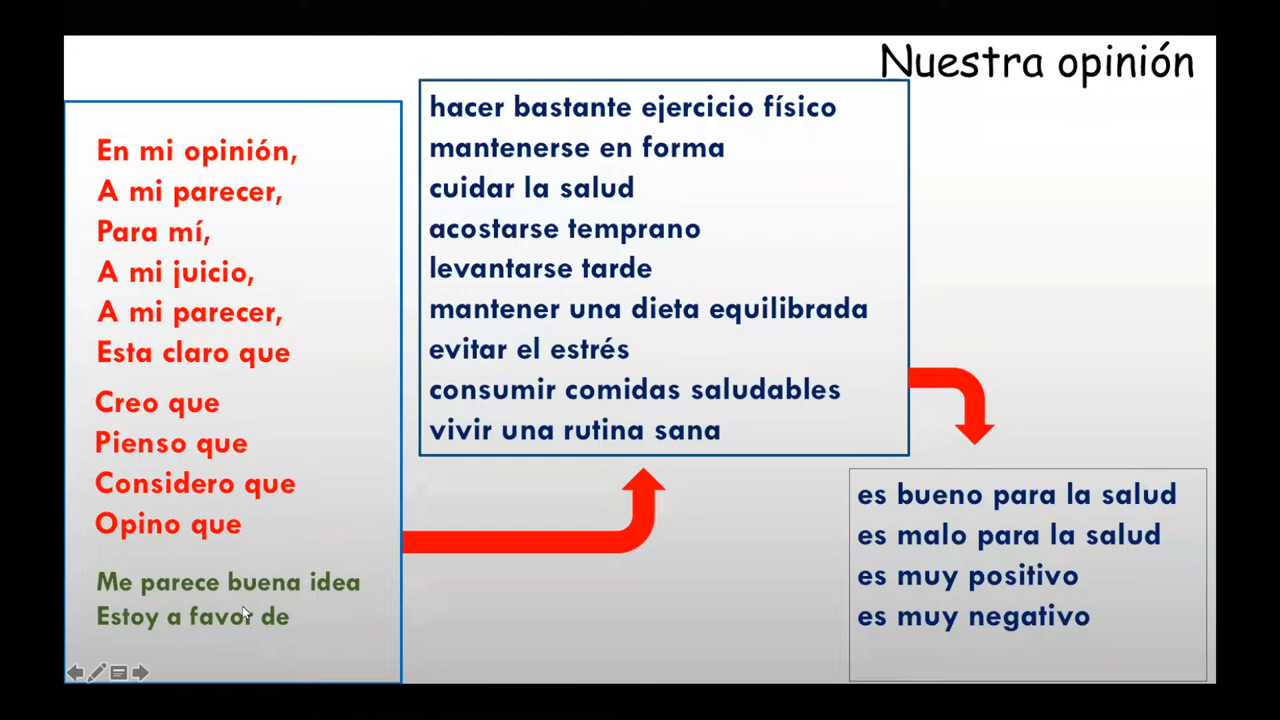 Nuestra opinión
En mi opinión,
A mi parecer,
Para mí,
A mi juicio,
A mi parecer,
Esta claro que
Creo que
Pienso que
Considero que
Opino que
Me parece buena idea
Estoy a favor de
hacer bastante ejercicio físico
mantenerse en forma
cuidar la salud
acostarse temprano
levantarse tarde
mantener una dieta equilibrada
evitar el estrés
consumir comidas saludables
vivir una rutina sana
es bueno para la salud
es malo para la salud
es muy positivo
es muy negativo